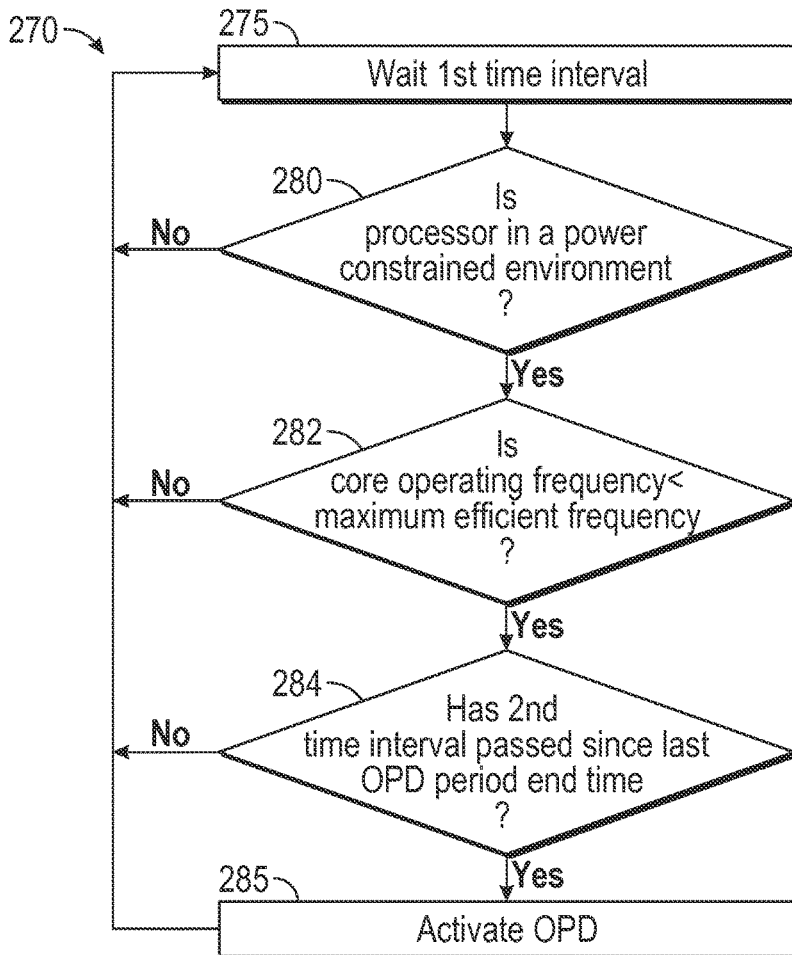 270
275
Wait 1st time interval
280
Is
processor in a power
constrained environment
?
No
Yes
282
Is
core operating frequency<
maximum efficient frequency
?
No
Yes
284
Has 2nd
time interval passed since last
OPD period end time
?
No
Yes
285
Activate OPD